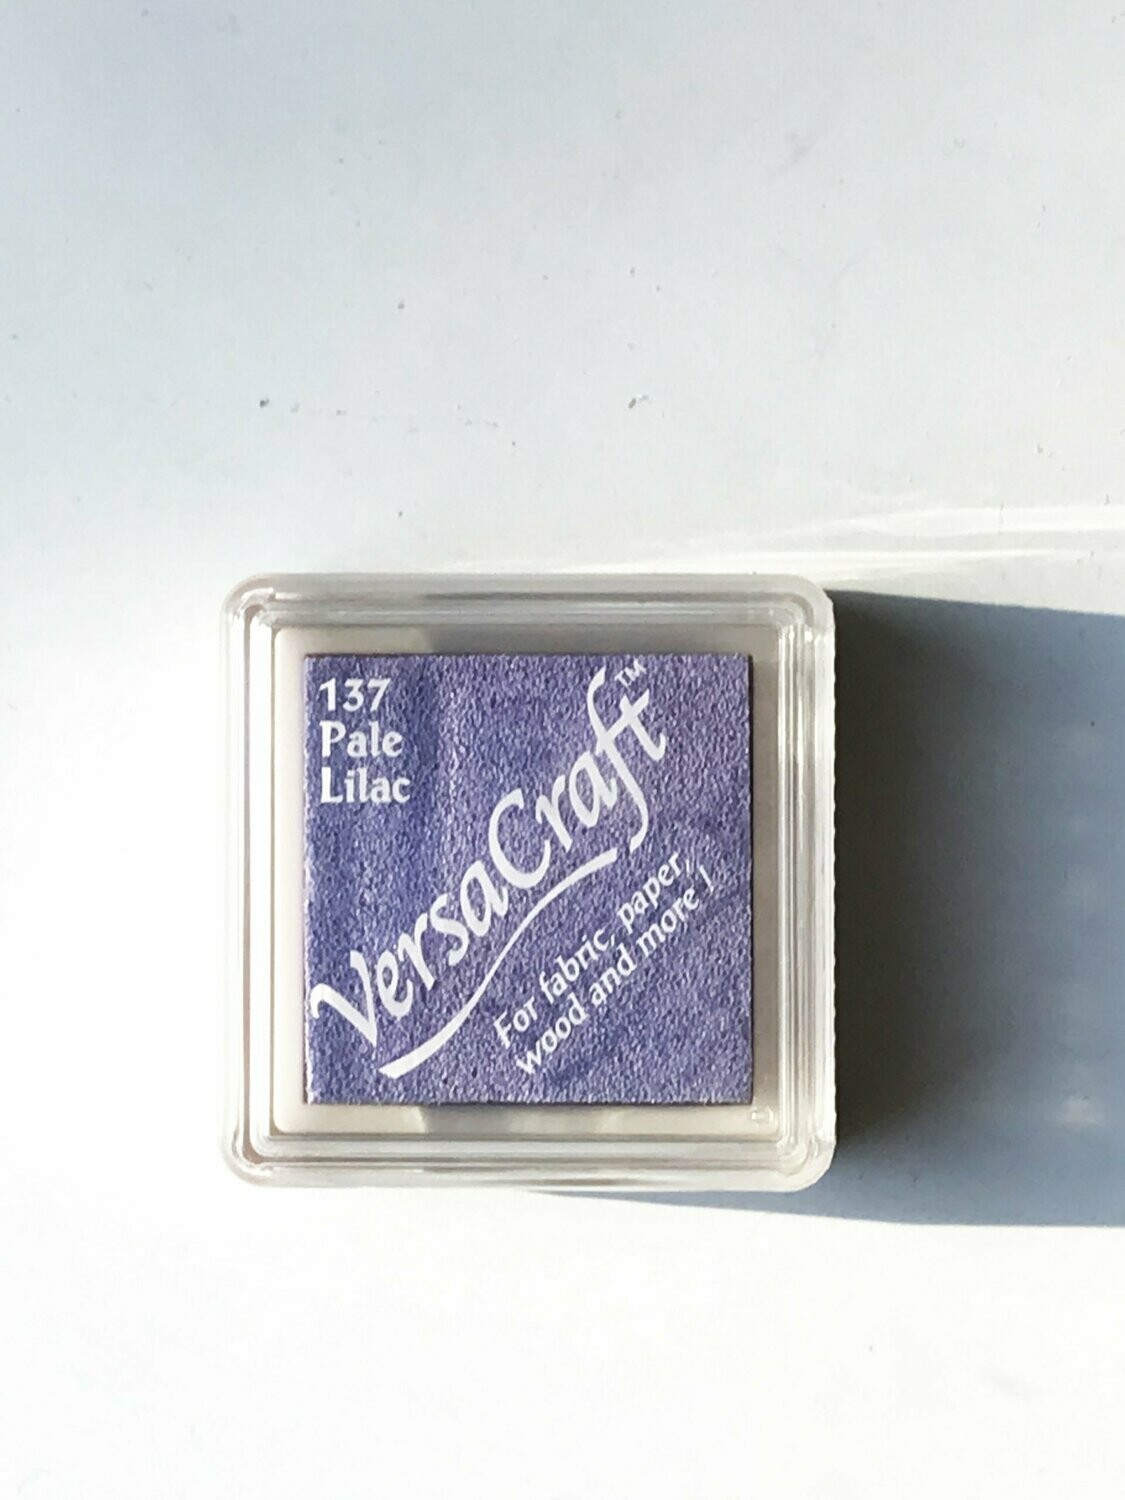 137
Pale
Lilac
VersaCraft™
For fabric, paper,
wood and more !